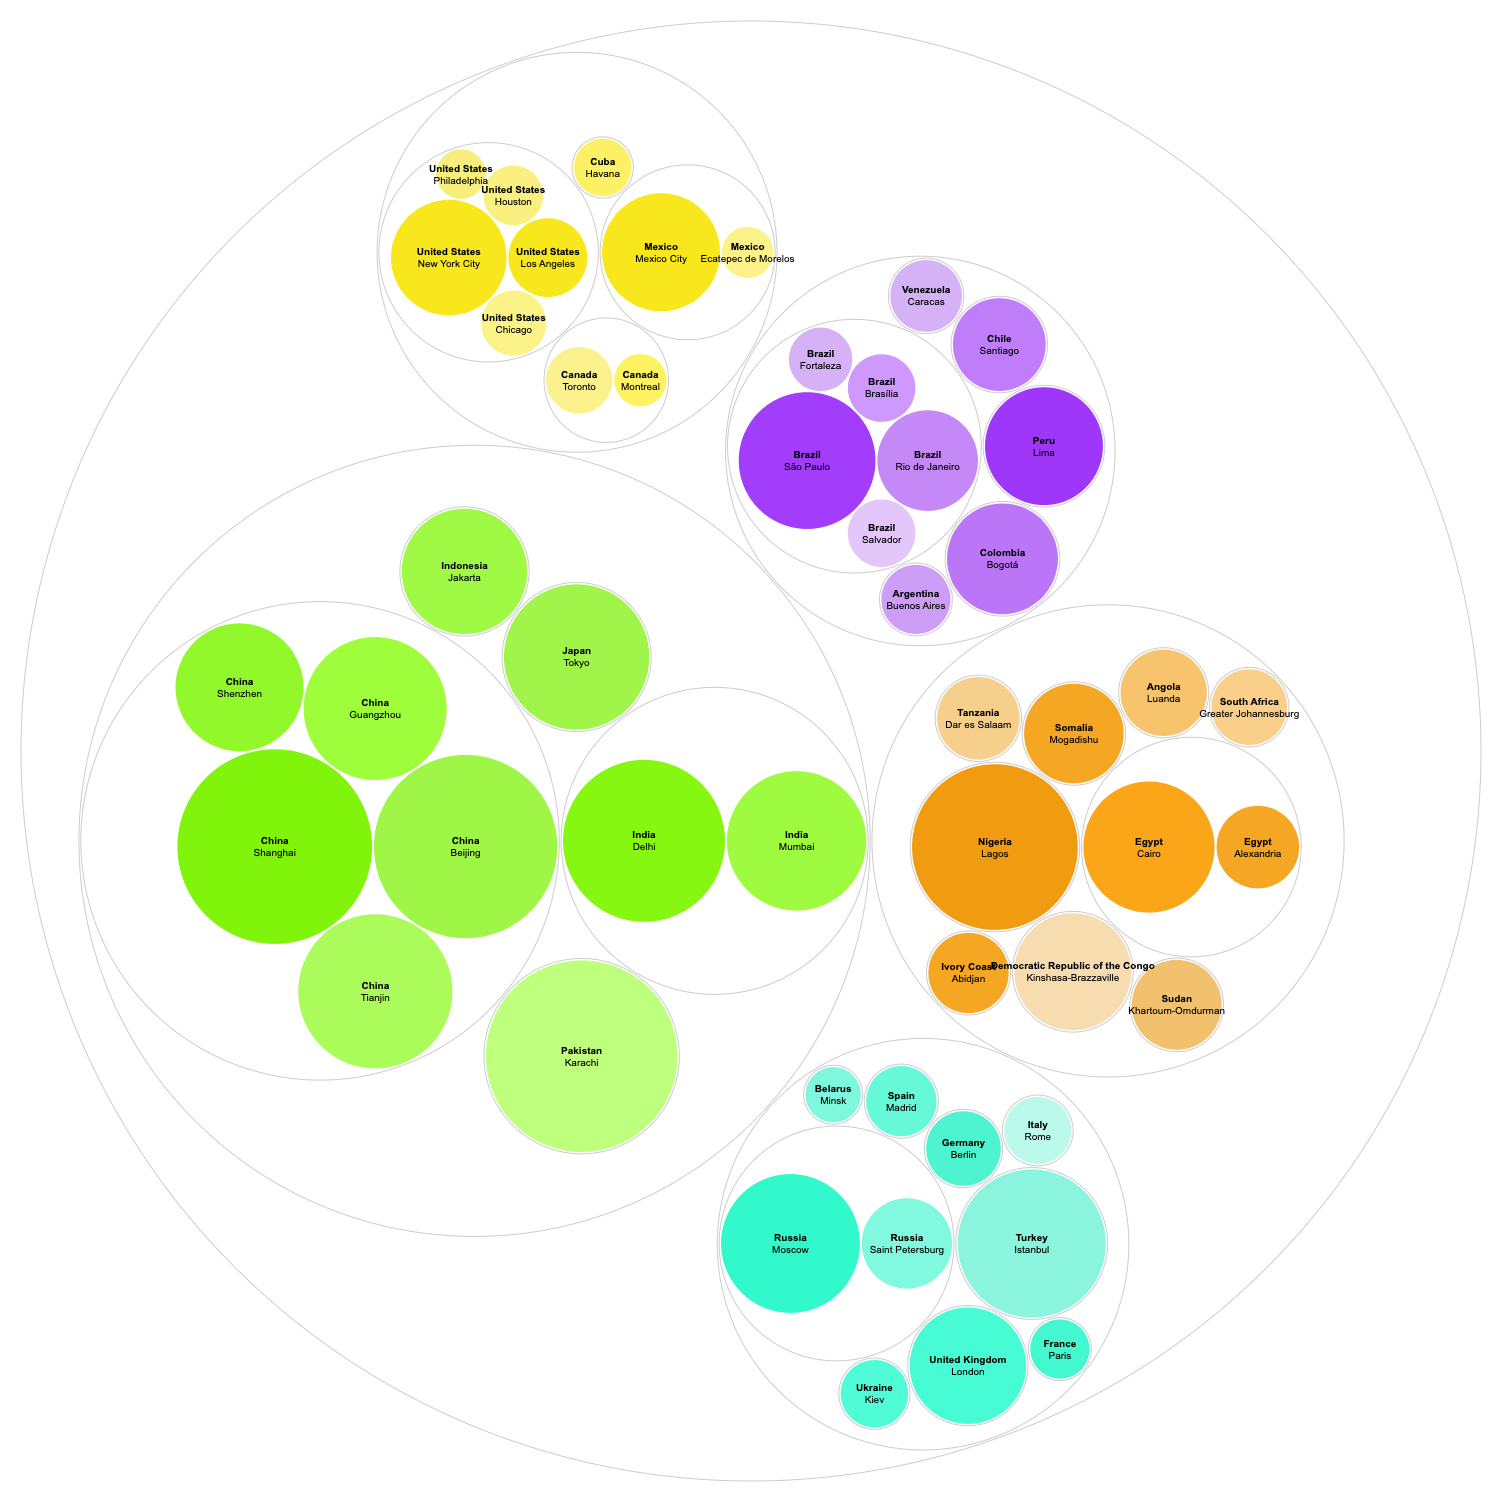 United States
Philadelphia
United States
Houston
United States
New York City
United States
Los Angeles
United States
Chicago
Cuba
Havana
Mexico
Mexico City
Mexico
Ecatepec de Morelos
Canada
Toronto
Canada
Montreal
Venezuela
Caracas
Chile
Santiago
Brazil
Fortaleza
Brazil
Brasília
Brazil
São Paulo
Brazil
Rio de Janeiro
Brazil
Salvador
Peru
Lima
Colombia
Bogotá
Argentina
Buenos Aires
Indonesia
Jakarta
Japan
Tokyo
China
Shenzhen
China
Guangzhou
China
Shanghai
China
Beijing
China
Tianjin
India
Delhi
India
Mumbai
Pakistan
Karachi
Tanzania
Dar es Salaam
Somalia
Mogadishu
Angola
Luanda
South Africa
Greater Johannesburg
Nigeria
Lagos
Egypt
Cairo
Egypt
Alexandria
Ivory Coast
Abidjan
Democratic Republic of the Congo
Kinshasa-Brazzaville
Sudan
Khartoum-Omdurman
Belarus
Minsk
Spain
Madrid
Germany
Berlin
Italy
Rome
Russia
Moscow
Russia
Saint Petersburg
Turkey
Istanbul
United Kingdom
London
France
Paris
Ukraine
Kiev